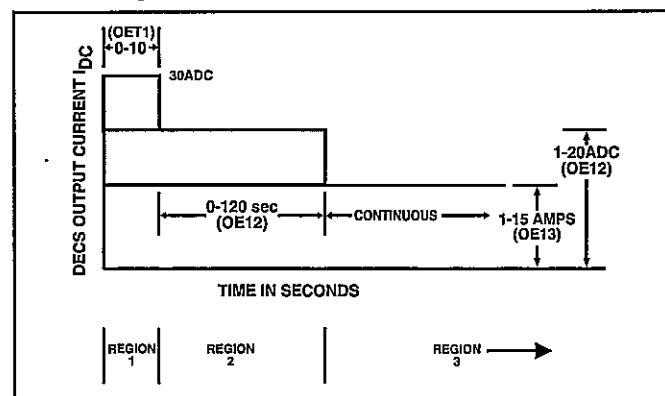 (OET1)
0-10
30ADC
DECS OUTPUT CURRENT IDC
1-20ADC
(OE12)
0-120 sec
(OE12)
CONTINUOUS
1-15 AMPS
(OE13)
TIME IN SECONDS
REGION
1
REGION
2
REGION
3